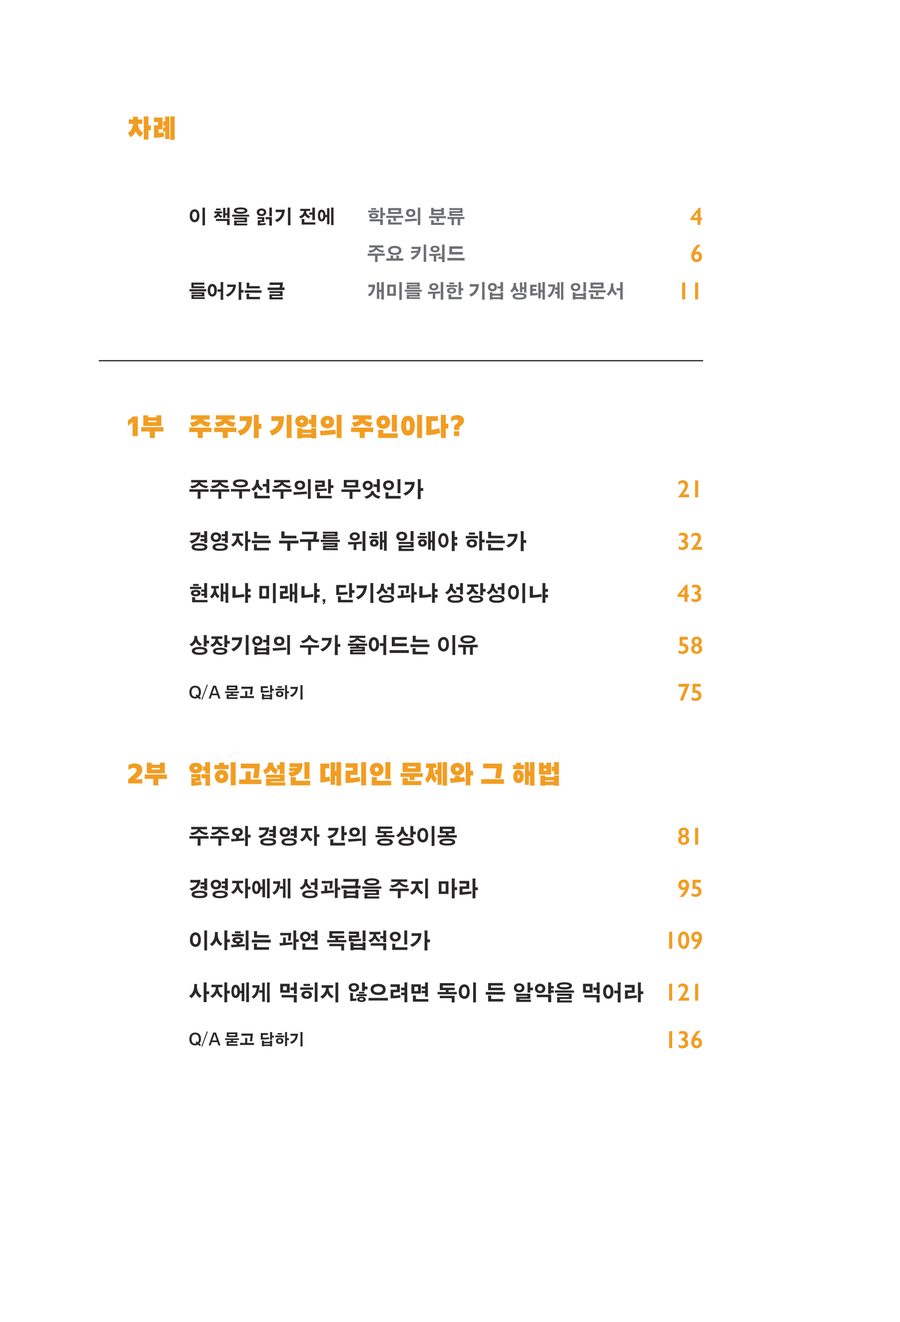 차례
이 책을 읽기 전에 학문의 분류 4
주요 키워드 6
들어가는 글 개미를 위한 기업 생태계 입문서 11
1부 주주가 기업의 주인이다?
주주우선주의란 무엇인가 21
경영자는 누구를 위해 일해야 하는가 32
현재냐 미래냐, 단기성과냐 성장성이냐 43
상장기업의 수가 줄어드는 이유 58
Q/A 묻고 답하기 75
2부 얽히고설킨 대리인 문제와 그 해법
주주와 경영자 간의 동상이몽 81
경영자에게 성과급을 주지 마라 95
이사회는 과연 독립적인가 109
사자에게 먹히지 않으려면 독이 든 알약을 먹어라 121
Q/A 묻고 답하기 136